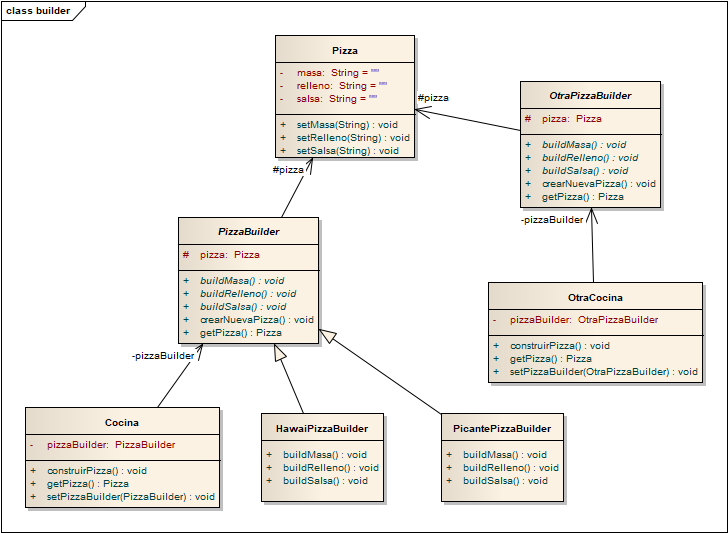 class builder
Pizza
- masa: String = ""
- relleno: String = ""
- salsa: String = ""
+ setMasa(String) : void
+ setRelleno(String) : void
+ setSalsa(String) : void
#pizza
#pizza
OtraPizzaBuilder
# pizza: Pizza
+ buildMasa() : void
+ buildRelleno() : void
+ buildSalsa() : void
+ crearNuevaPizza() : void
+ getPizza() : Pizza
-pizzaBuilder
PizzaBuilder
# pizza: Pizza
+ buildMasa() : void
+ buildRelleno() : void
+ buildSalsa() : void
+ crearNuevaPizza() : void
+ getPizza() : Pizza
-pizzaBuilder
OtraCocina
- pizzaBuilder: OtraPizzaBuilder
+ construirPizza() : void
+ getPizza() : Pizza
+ setPizzaBuilder(OtraPizzaBuilder) : void
Cocina
- pizzaBuilder: PizzaBuilder
+ construirPizza() : void
+ getPizza() : Pizza
+ setPizzaBuilder(PizzaBuilder) : void
HawaiPizzaBuilder
+ buildMasa() : void
+ buildRelleno() : void
+ buildSalsa() : void
PicantePizzaBuilder
+ buildMasa() : void
+ buildRelleno() : void
+ buildSalsa() : void